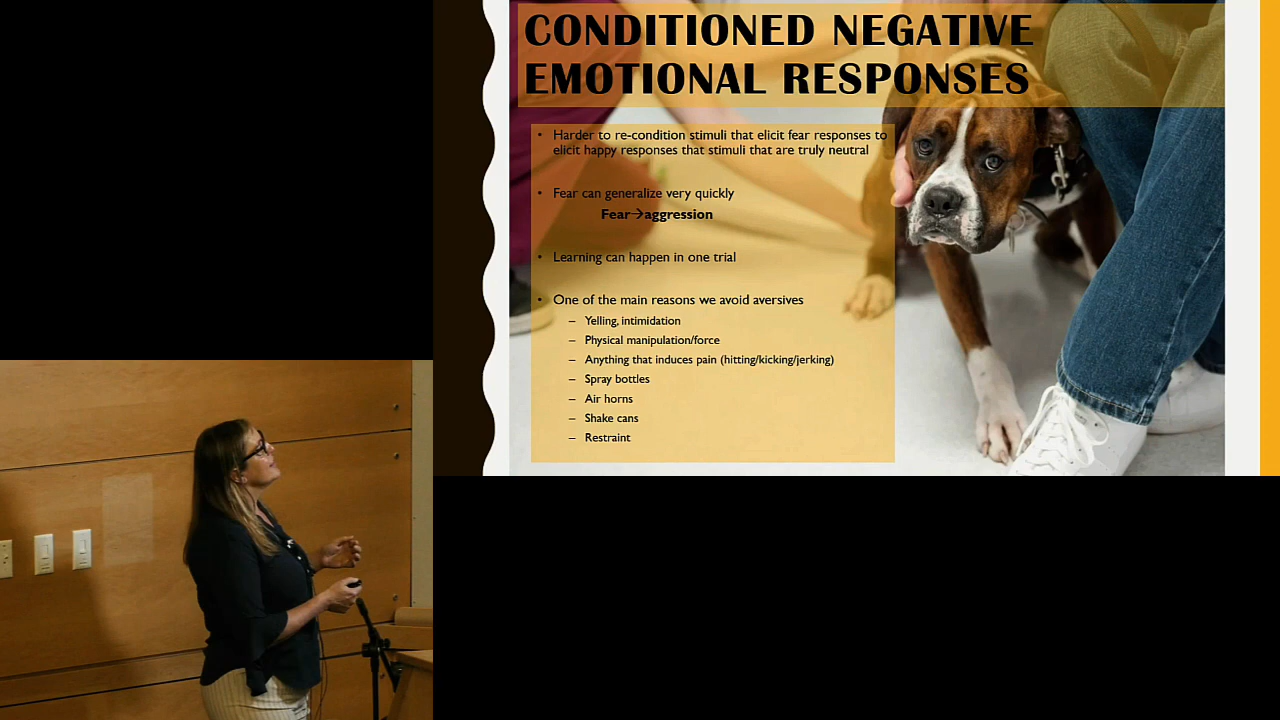 CONDITIONED NEGATIVE
EMOTIONAL RESPONSES
• Harder to re-condition stimuli that elicit fear responses to
elicit happy responses that stimuli that are truly neutral
• Fear can generalize very quickly
Fear→aggression
• Learning can happen in one trial
• One of the main reasons we avoid aversives
– Yelling, intimidation
– Physical manipulation/force
– Anything that induces pain (hitting/kicking/jerking)
– Spray bottles
– Air horns
– Shake cans
– Restraint